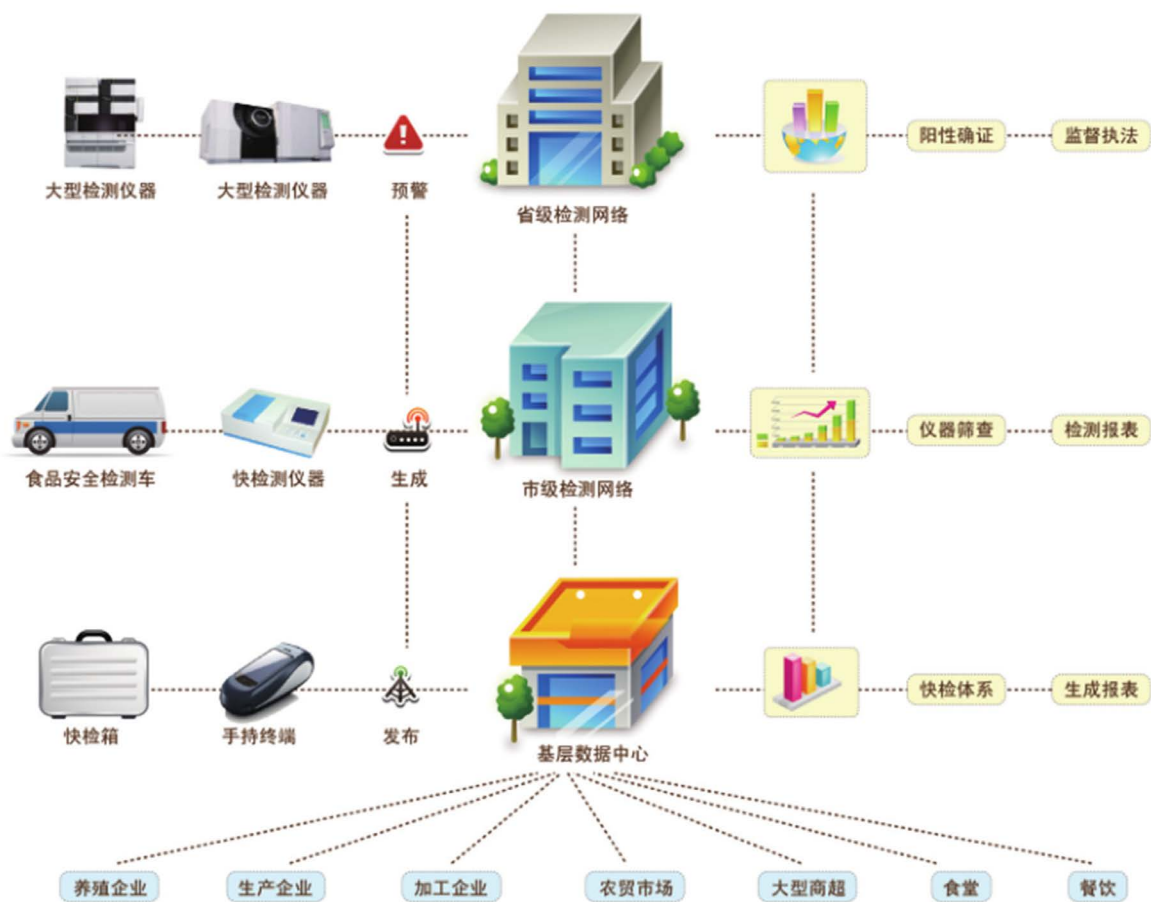 阳性确证
监督执法
大型检测仪器
大型检测仪器
预警
省级检测网络
仪器筛查
检测报表
食品安全检测车
快检测仪器
生成
市级检测网络
快检体系
生成报表
快检箱
手持终端
发布
基层数据中心
养殖企业
生产企业
加工企业
农贸市场
大型商超
食堂
餐饮